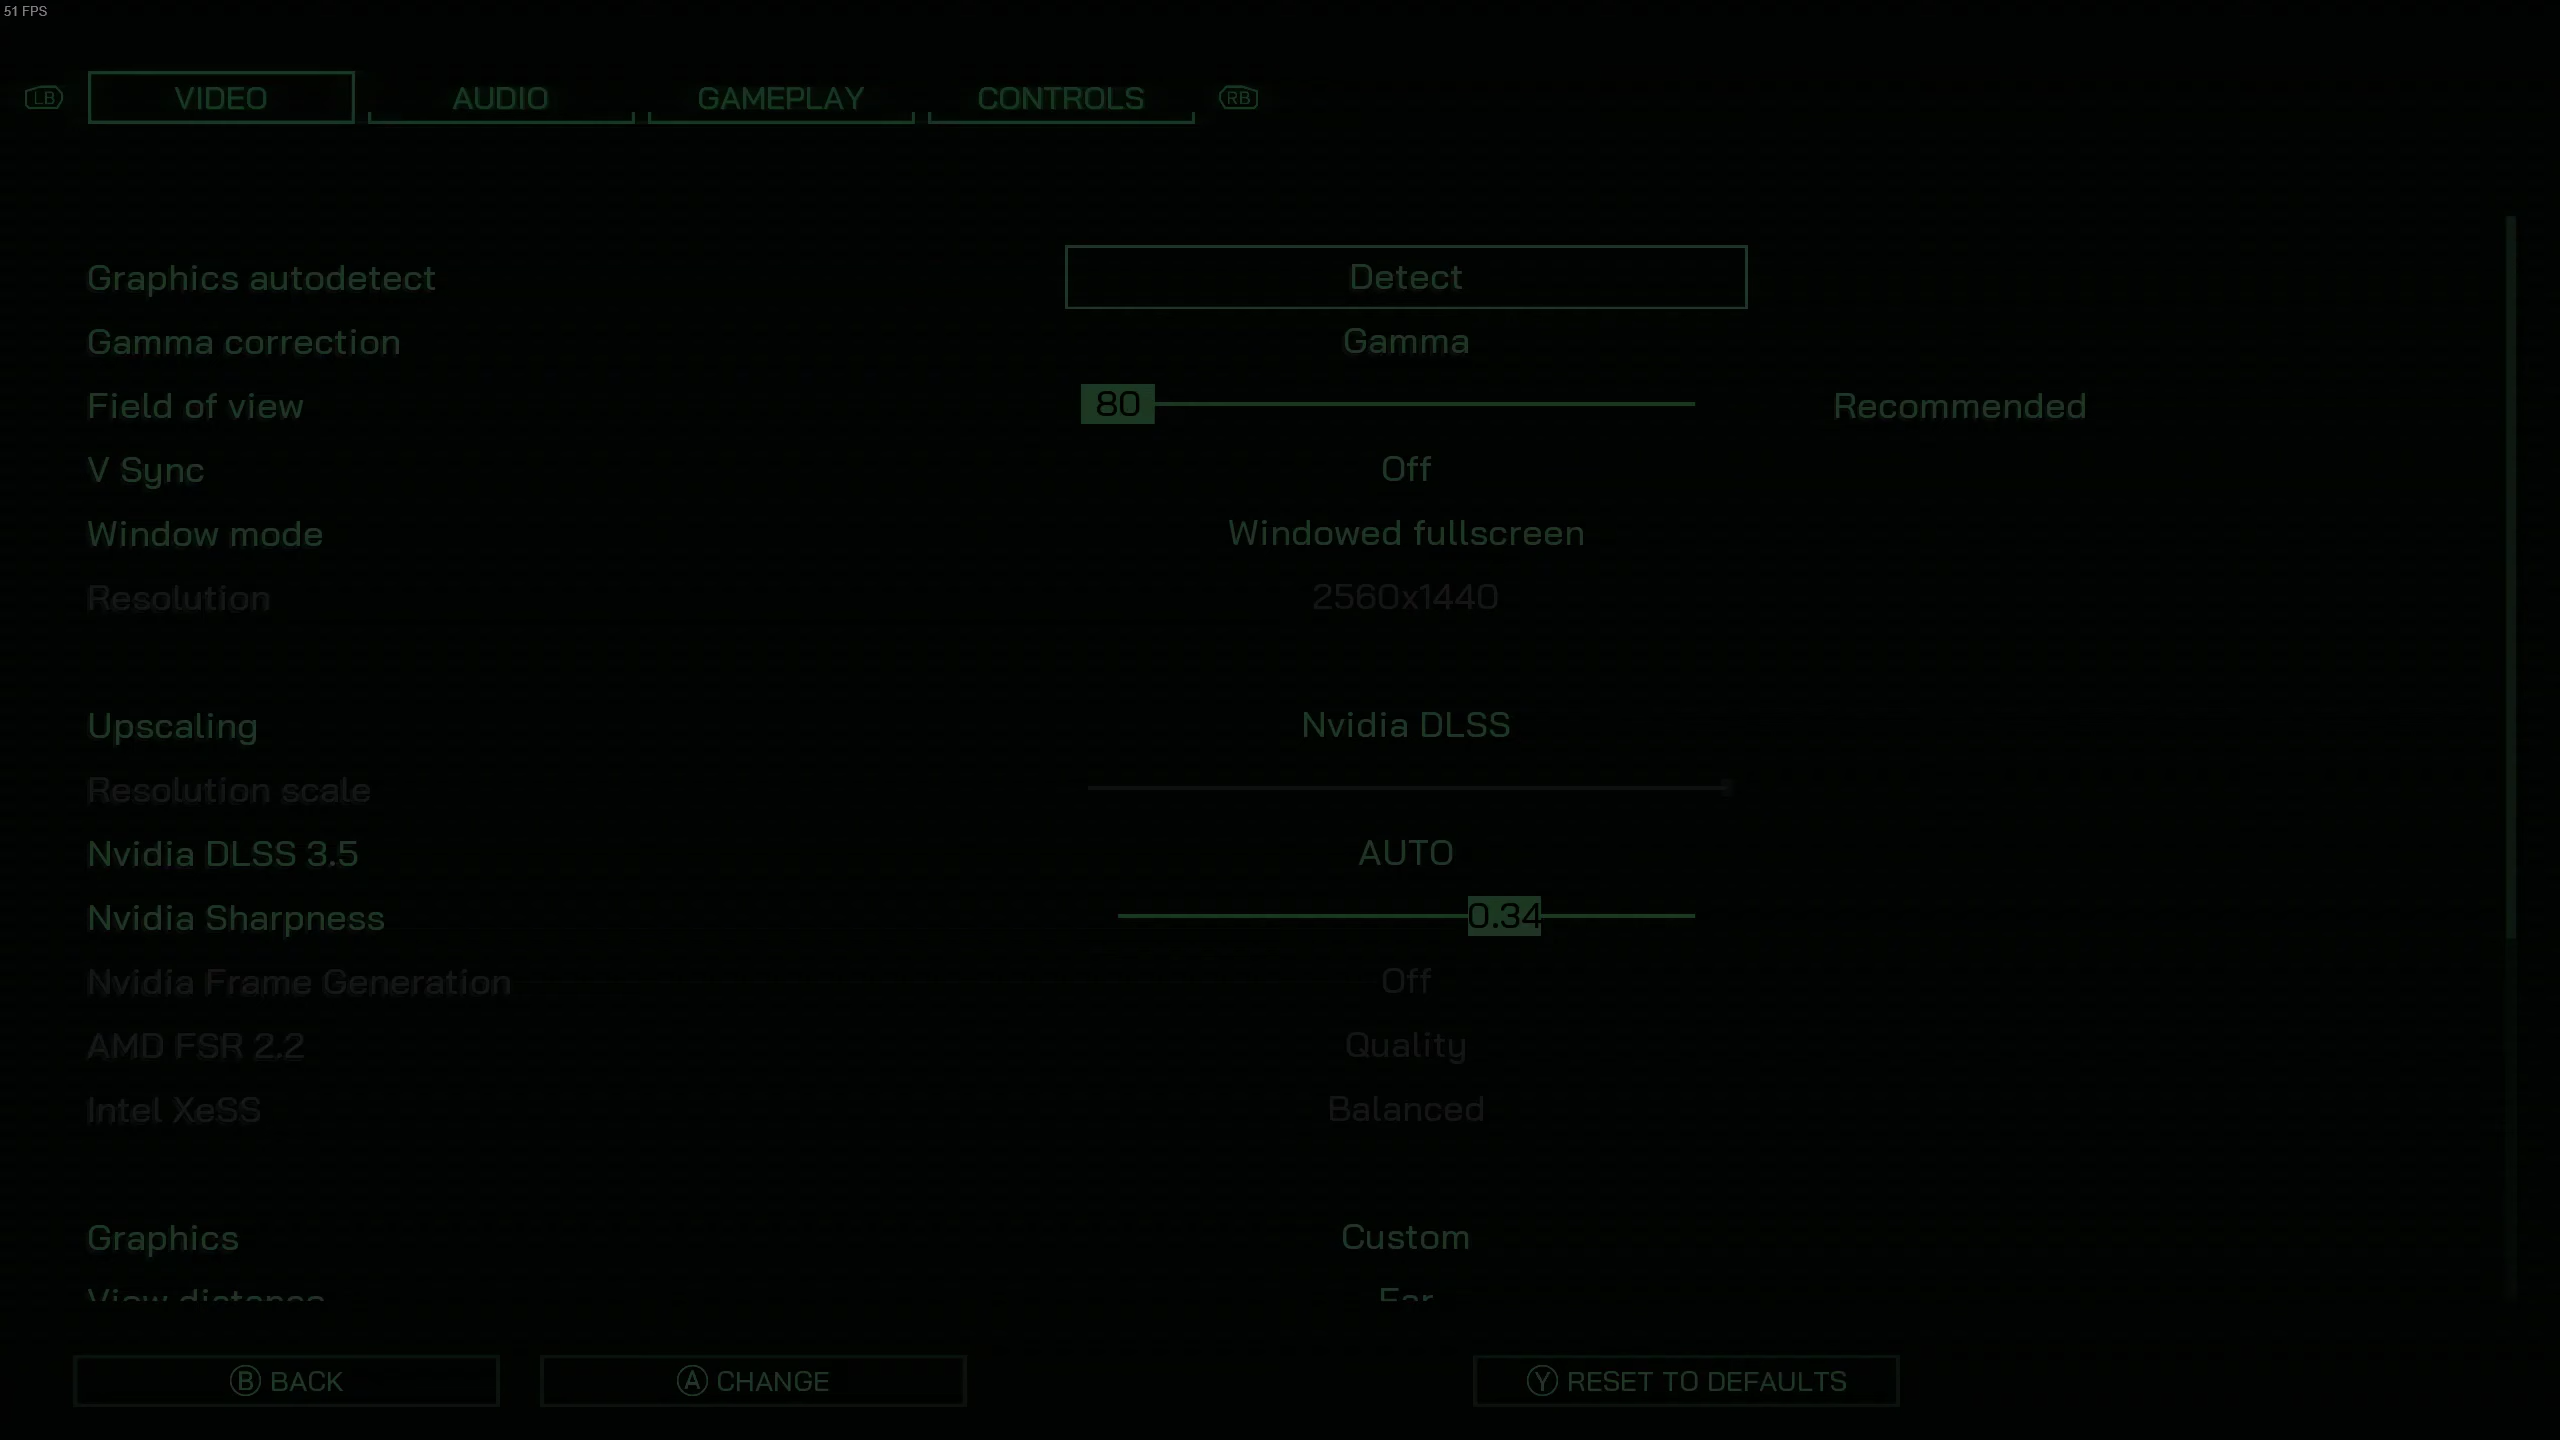 51 FPS
LB VIDEO AUDIO GAMEPLAY CONTROLS RB
Graphics autodetect Detect
Gamma correction Gamma
Field of view 80 Recommended
V Sync Off
Window mode Windowed fullscreen
Resolution 2560x1440
Upscaling Nvidia DLSS
Resolution scale
Nvidia DLSS 3.5 AUTO
Nvidia Sharpness 0.34
Nvidia Frame Generation Off
AMD FSR 2.2 Quality
Intel XeSS Balanced
Graphics Custom
View distance Far
B BACK A CHANGE Y RESET TO DEFAULTS